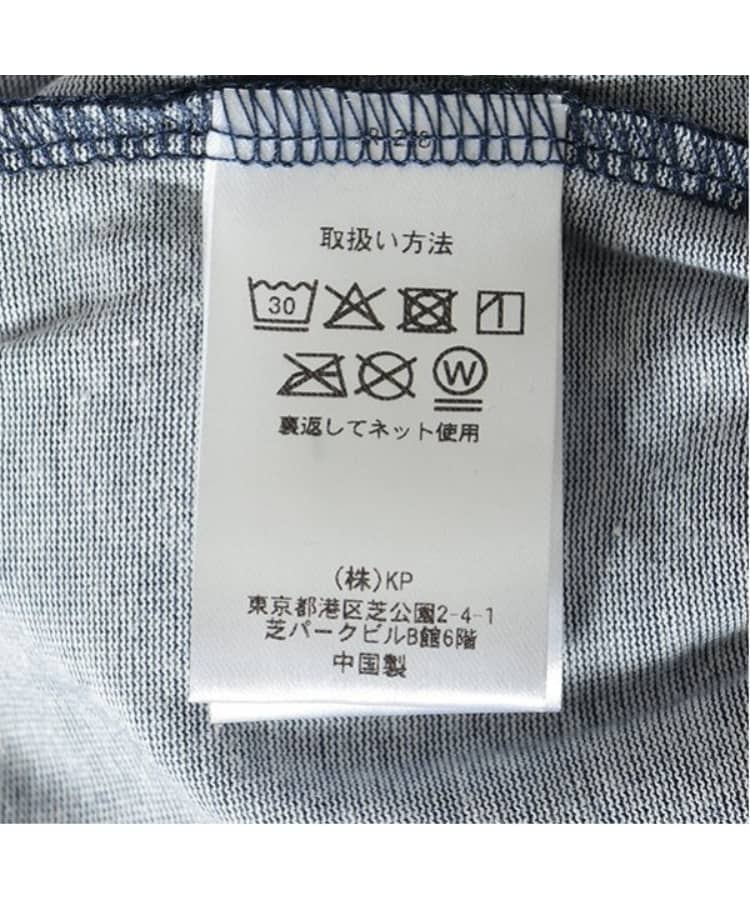 取扱い方法
30
W
裏返してネット使用
(株)KP
東京都港区芝公園2-4-1
芝パークビルB館6階
中国製